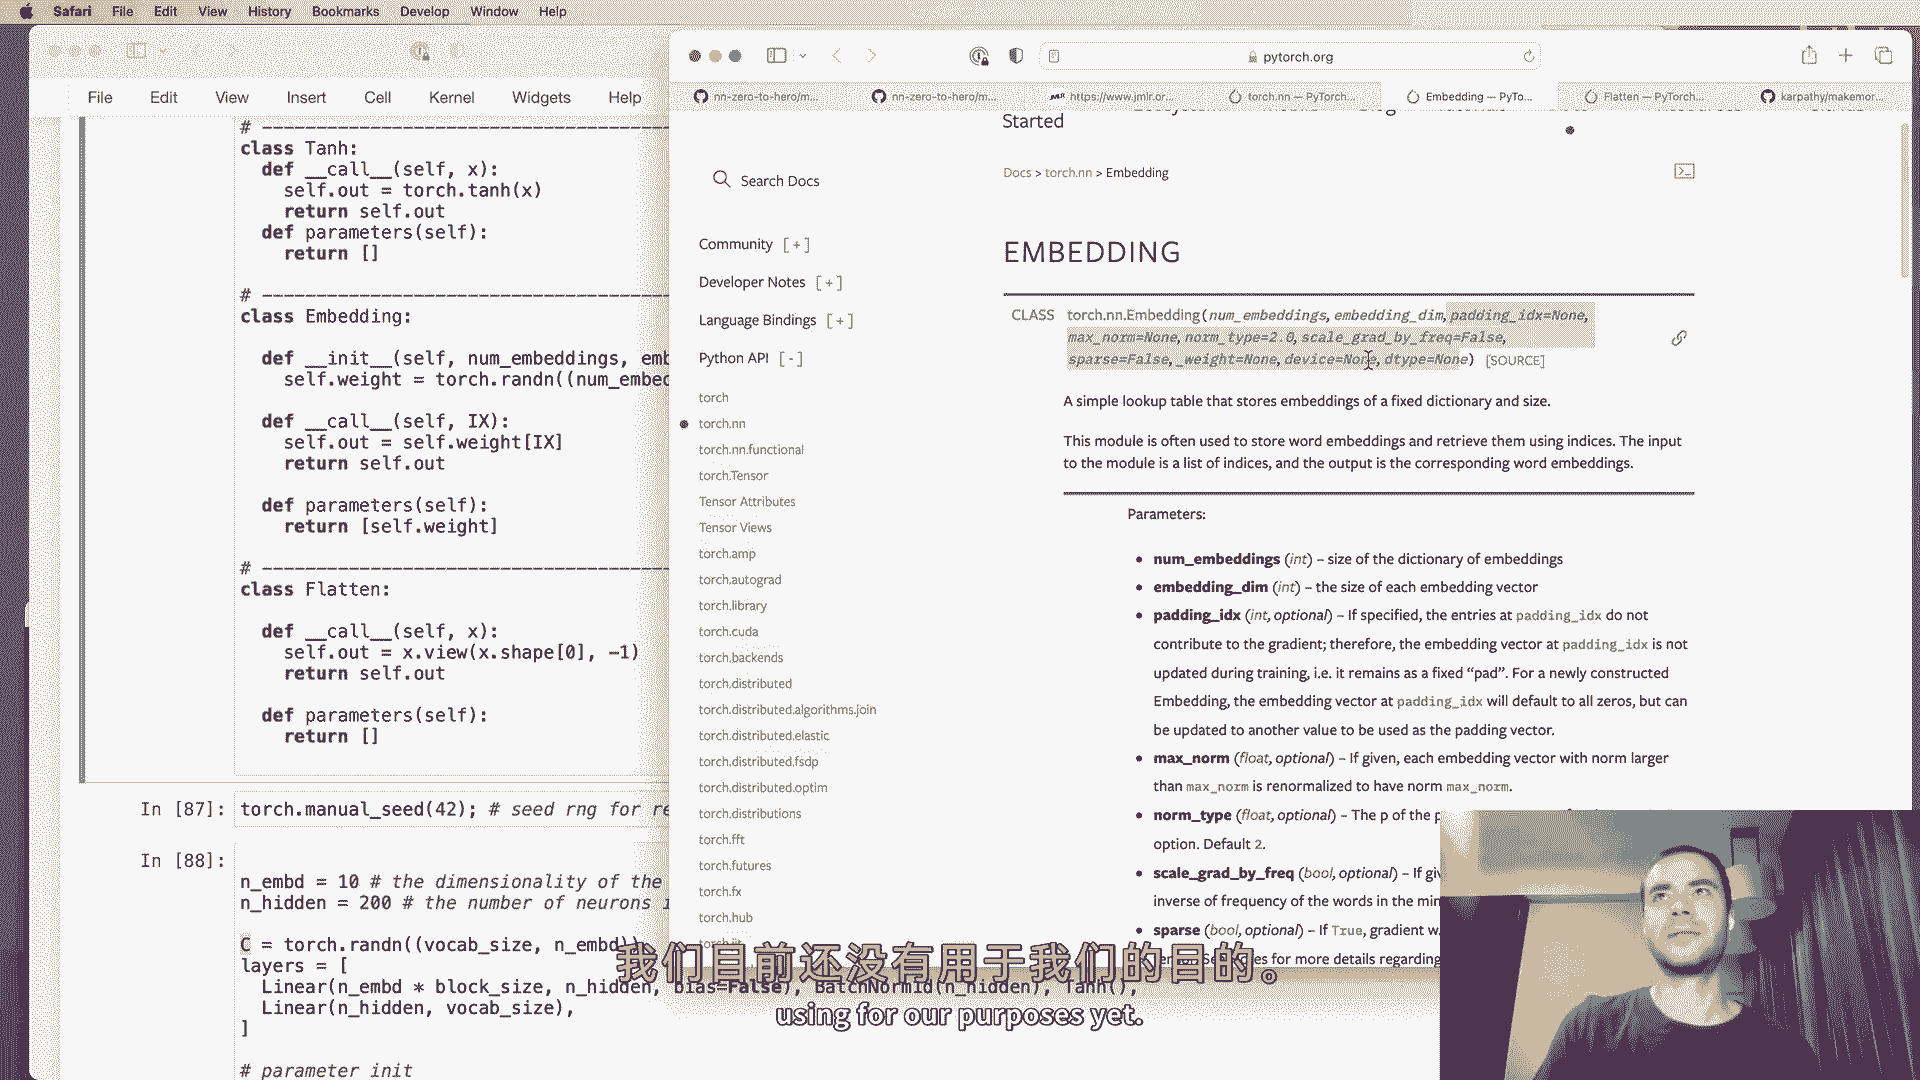 Safari File Edit View History Bookmarks Develop Window Help
File Edit View Insert Cell Kernel Widgets Help
# ------------------------------------
class Tanh:
def __call__(self, x):
self.out = torch.tanh(x)
return self.out
def parameters(self):
return []
# ------------------------------------
class Embedding:
def __init__(self, num_embeddings, emb
self.weight = torch.randn((num_embed
def __call__(self, IX):
self.out = self.weight[IX]
return self.out
def parameters(self):
return [self.weight]
# ------------------------------------
class Flatten:
def __call__(self, x):
self.out = x.view(x.shape[0], -1)
return self.out
def parameters(self):
return []
In [87]: torch.manual_seed(42); # seed rng for re
In [88]:
n_embd = 10 # the dimensionality of the
n_hidden = 200 # the number of neurons i
C = torch.randn((vocab_size, n_embd))
layers = [
Linear(n_embd * block_size, n_hidden, bias=False), BatchNorm1d(n_hidden), Tanh(),
Linear(n_hidden, vocab_size),
]
# parameter init
pytorch.org
nn-zero-to-hero/m... nn-zero-to-hero/m... https://www.jmlr.or... torch.nn — PyTorch... Embedding — PyTo... Flatten — PyTorch... karpathy/makemor...
Started
Search Docs
Community [ + ]
Developer Notes [ + ]
Language Bindings [ + ]
Python API [ - ]
torch
torch.nn
torch.nn.functional
torch.Tensor
Tensor Attributes
Tensor Views
torch.amp
torch.autograd
torch.library
torch.cuda
torch.backends
torch.distributed
torch.distributed.algorithms.join
torch.distributed.elastic
torch.distributed.fsdp
torch.distributed.optim
torch.distributions
torch.fft
torch.futures
torch.fx
torch.hub
Docs > torch.nn > Embedding
EMBEDDING
CLASS torch.nn.Embedding(num_embeddings, embedding_dim, padding_idx=None,
max_norm=None, norm_type=2.0, scale_grad_by_freq=False,
sparse=False, _weight=None, device=None, dtype=None) [SOURCE]
A simple lookup table that stores embeddings of a fixed dictionary and size.
This module is often used to store word embeddings and retrieve them using indices. The input
to the module is a list of indices, and the output is the corresponding word embeddings.
Parameters:
• num_embeddings (int) – size of the dictionary of embeddings
• embedding_dim (int) – the size of each embedding vector
• padding_idx (int, optional) – If specified, the entries at padding_idx do not
contribute to the gradient; therefore, the embedding vector at padding_idx is not
updated during training, i.e. it remains as a fixed “pad”. For a newly constructed
Embedding, the embedding vector at padding_idx will default to all zeros, but can
be updated to another value to be used as the padding vector.
• max_norm (float, optional) – If given, each embedding vector with norm larger
than max_norm is renormalized to have norm max_norm.
• norm_type (float, optional) – The p of the p
option. Default 2.
• scale_grad_by_freq (bool, optional) – If giv
inverse of frequency of the words in the min
• sparse (bool, optional) – If True, gradient w.
es for more details regarding
我们目前还没有用于我们的目的。
using for our purposes yet.